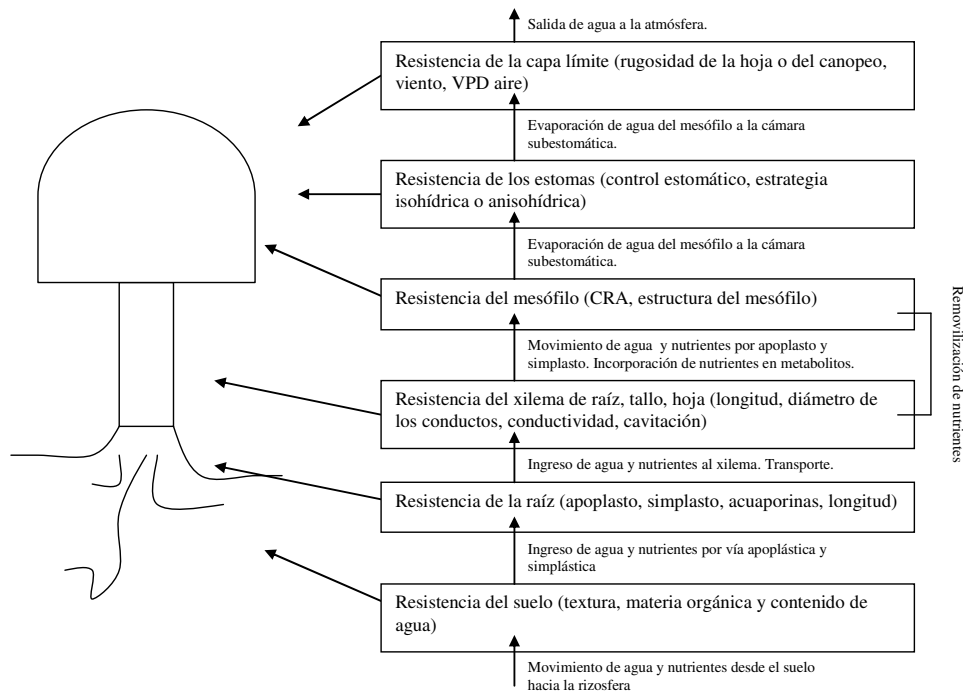 Salida de agua a la atmósfera.
Resistencia de la capa límite (rugosidad de la hoja o del canopeo,
viento, VPD aire)
Evaporación de agua del mesófilo a la cámara
subestomática.
Resistencia de los estomas (control estomático, estrategia
isohídrica o anisohídrica)
Evaporación de agua del mesófilo a la cámara
subestomática.
Resistencia del mesófilo (CRA, estructura del mesófilo)
Movimiento de agua y nutrientes por apoplasto y
simplasto. Incorporación de nutrientes en metabolitos.
Resistencia del xilema de raíz, tallo, hoja (longitud, diámetro de
los conductos, conductividad, cavitación)
Ingreso de agua y nutrientes al xilema. Transporte.
Resistencia de la raíz (apoplasto, simplasto, acuaporinas, longitud)
Ingreso de agua y nutrientes por vía apoplástica y
simplástica
Resistencia del suelo (textura, materia orgánica y contenido de
agua)
Movimiento de agua y nutrientes desde el suelo
hacia la rizosfera
Removilización de nutrientes